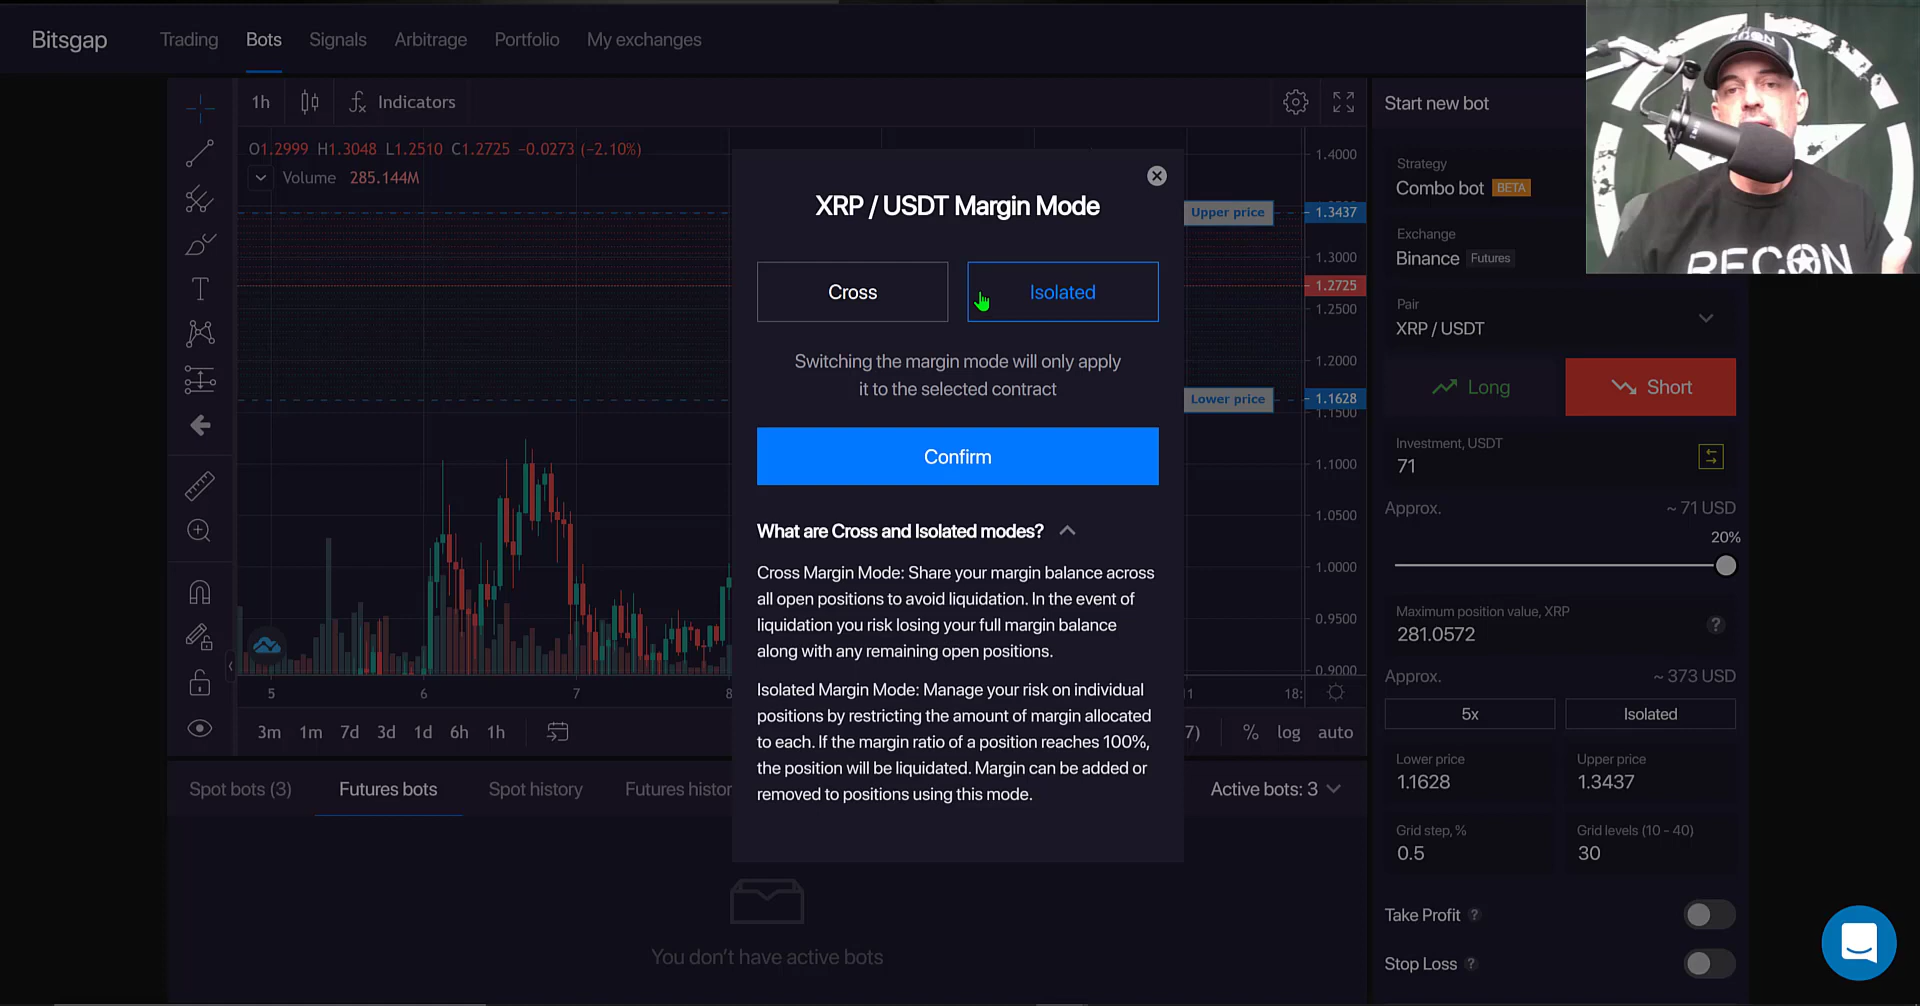 Bitsgap
Trading
Bots
Signals
Arbitrage
Portfolio
My exchanges
1h
Indicators
O1.2999 H1.3048 L1.2510 C1.2725 -0.0273 (-2.10%)
Volume 285.144M
XRP / USDT Margin Mode
Cross
Isolated
Switching the margin mode will only apply
it to the selected contract
Confirm
What are Cross and Isolated modes?
Cross Margin Mode: Share your margin balance across
all open positions to avoid liquidation. In the event of
liquidation you risk losing your full margin balance
along with any remaining open positions.
Isolated Margin Mode: Manage your risk on individual
positions by restricting the amount of margin allocated
to each. If the margin ratio of a position reaches 100%,
the position will be liquidated. Margin can be added or
removed to positions using this mode.
Upper price
Lower price
1.4000
1.3437
1.3000
1.2725
1.2500
1.2000
1.1628
1.1500
1.1000
1.0500
1.0000
0.9500
0.9000
5
6
7
8
11
18:
3m 1m 7d 3d 1d 6h 1h
7)
% log auto
Spot bots (3)
Futures bots
Spot history
Futures histor
Active bots: 3
You don't have active bots
Start new bot
Strategy
Combo bot BETA
Exchange
Binance Futures
Pair
XRP / USDT
Long
Short
Investment, USDT
71
Approx.
~ 71 USD
20%
Maximum position value, XRP
281.0572
?
Approx.
~ 373 USD
5x
Isolated
Lower price
1.1628
Upper price
1.3437
Grid step, %
0.5
Grid levels (10 - 40)
30
Take Profit ?
Stop Loss ?
RECON